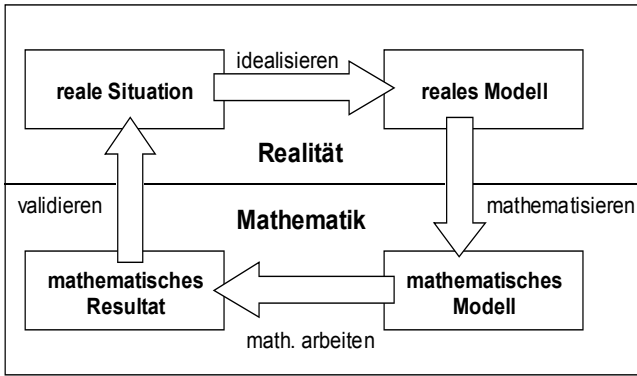 idealisieren
reale Situation
reales Modell
Realität
validieren
mathematisieren
Mathematik
mathematisches
Resultat
mathematisches
Modell
math. arbeiten